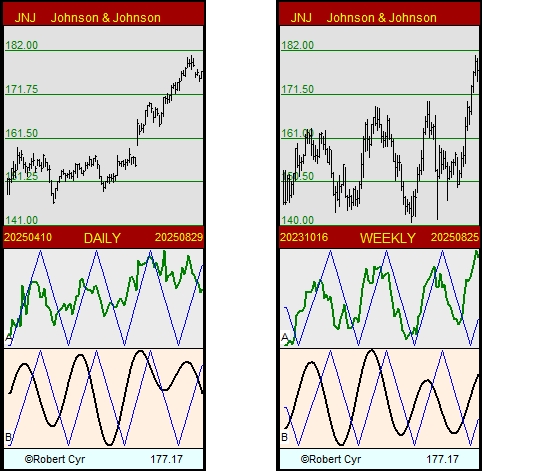 JNJ Johnson & Johnson
182.00
171.75
161.50
151.25
141.00
20250410 DAILY 20250829
A
B
©Robert Cyr 177.17
JNJ Johnson & Johnson
182.00
171.50
161.00
150.50
140.00
20231016 WEEKLY 20250825
A
B
©Robert Cyr 177.17